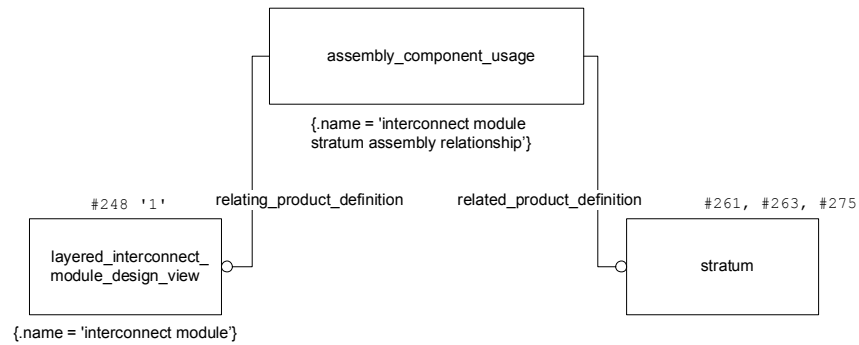 assembly_component_usage
{.name = 'interconnect module
stratum assembly relationship'}
relating_product_definition
related_product_definition
#248 '1'
#261, #263, #275
layered_interconnect_
module_design_view
stratum
{.name = 'interconnect module'}